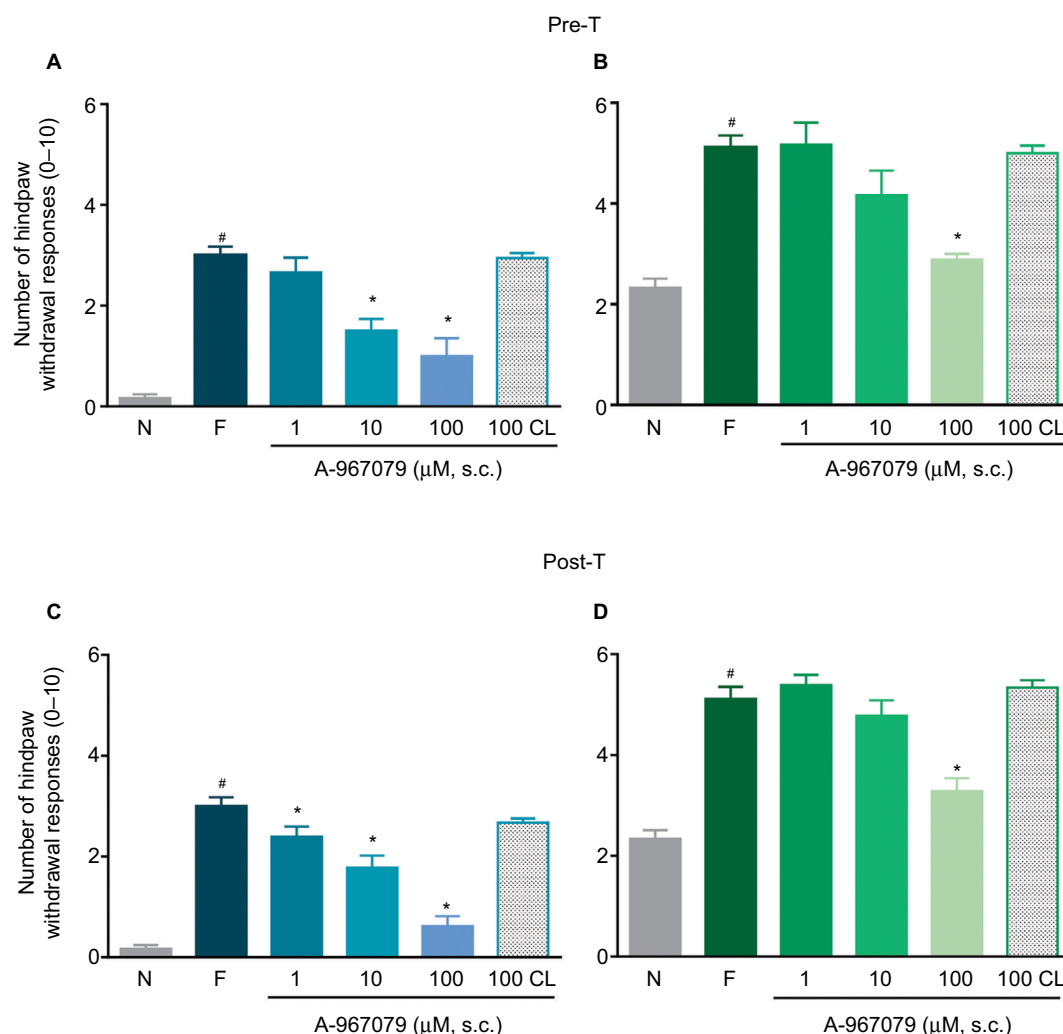 Pre-T
A
B
Number of hindpaw
withdrawal responses (0–10)
6
4
2
0
#
*
*
N F 1 10 100 100 CL
A-967079 (μM, s.c.)
6
4
2
0
#
*
N F 1 10 100 100 CL
A-967079 (μM, s.c.)
Post-T
C
D
Number of hindpaw
withdrawal responses (0–10)
6
4
2
0
#
*
*
*
N F 1 10 100 100 CL
A-967079 (μM, s.c.)
6
4
2
0
#
*
N F 1 10 100 100 CL
A-967079 (μM, s.c.)